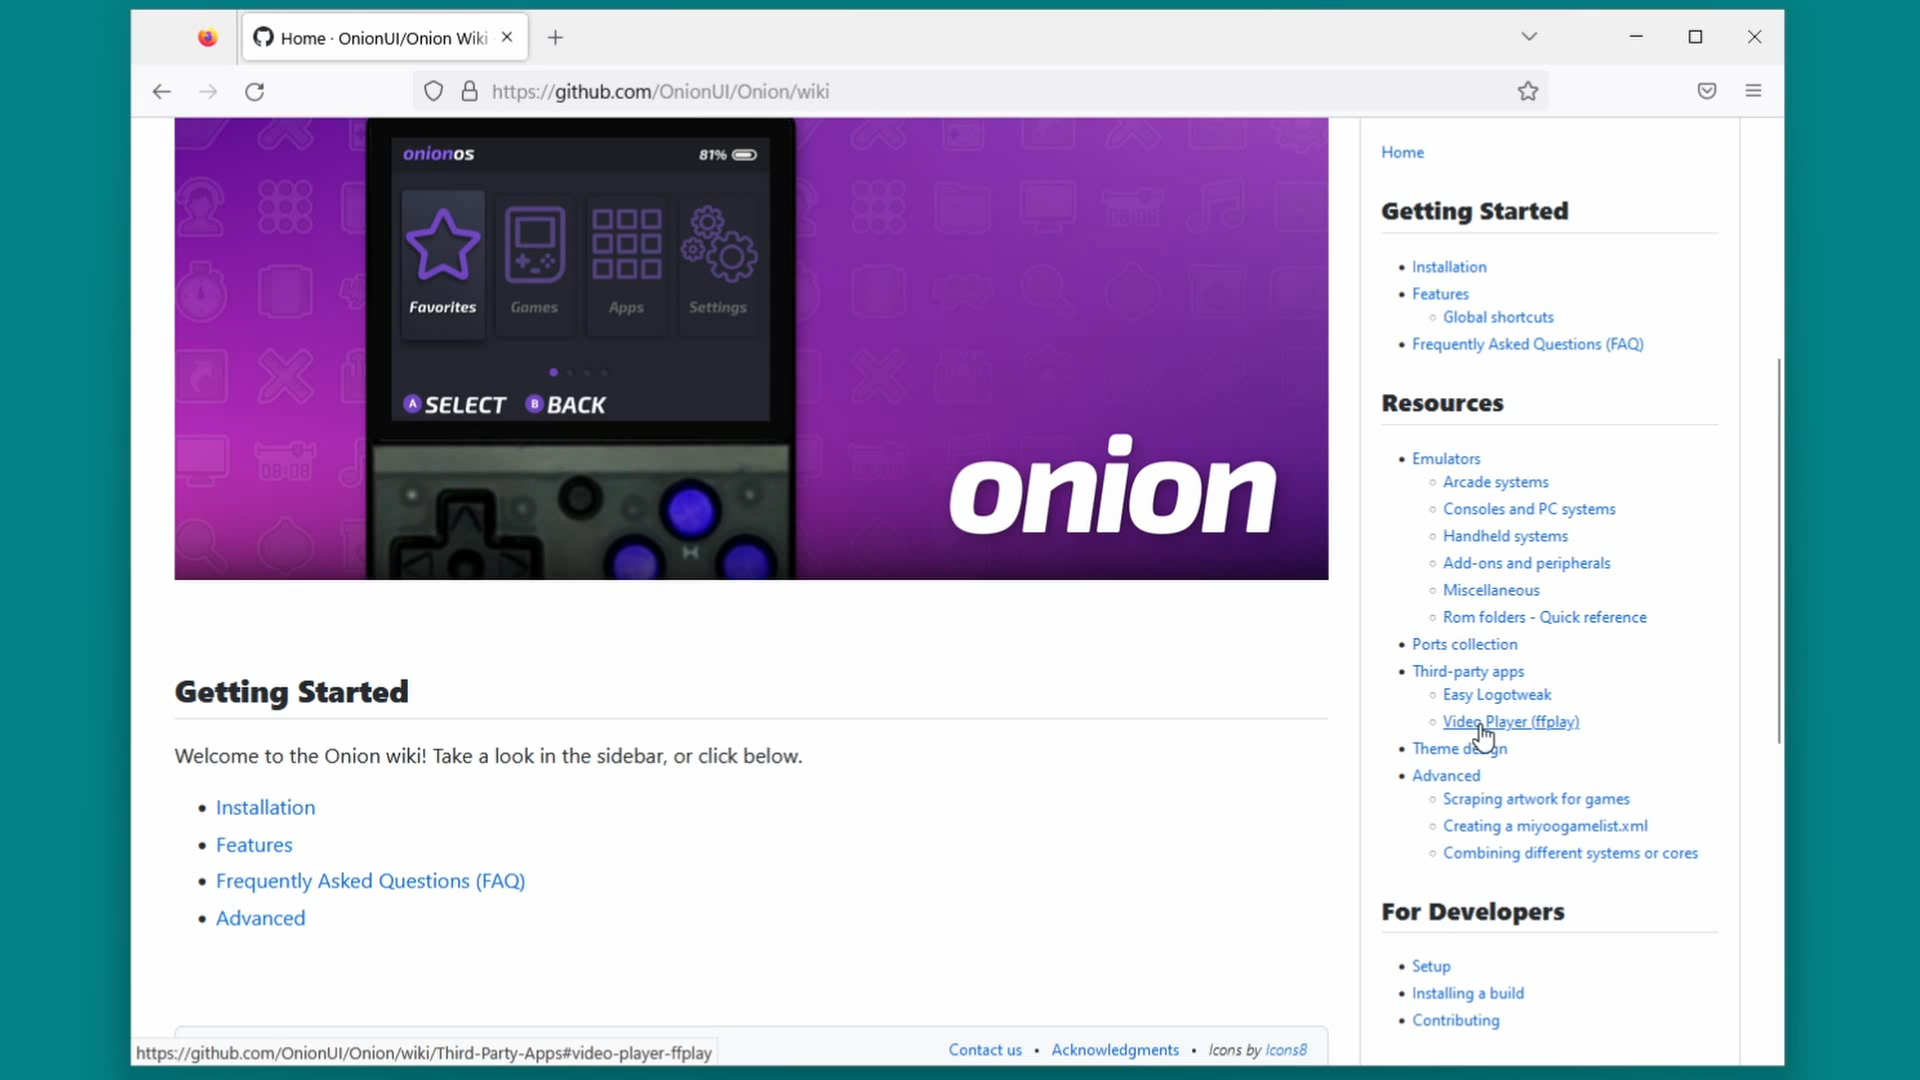 Home · OnionUI/Onion Wiki
https://github.com/OnionUI/Onion/wiki
onionos
81%
Favorites
Games
Apps
Settings
A SELECT B BACK
onion
Getting Started
Welcome to the Onion wiki! Take a look in the sidebar, or click below.
Installation
Features
Frequently Asked Questions (FAQ)
Advanced
Contact us • Acknowledgments • Icons by Icons8
Home
Getting Started
Installation
Features
Global shortcuts
Frequently Asked Questions (FAQ)
Resources
Emulators
Arcade systems
Consoles and PC systems
Handheld systems
Add-ons and peripherals
Miscellaneous
Rom folders - Quick reference
Ports collection
Third-party apps
Easy Logotweak
Video Player (ffplay)
Theme design
Advanced
Scraping artwork for games
Creating a miyoogamelist.xml
Combining different systems or cores
For Developers
Setup
Installing a build
Contributing
https://github.com/OnionUI/Onion/wiki/Third-Party-Apps#video-player-ffplay